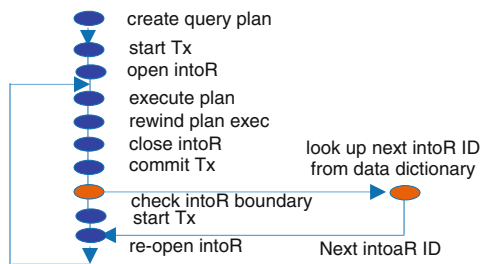 create query plan
start Tx
open intoR
execute plan
rewind plan exec
close intoR
commit Tx
look up next intoR ID
from data dictionary
check intoR boundary
start Tx
re-open intoR
Next intoaR ID